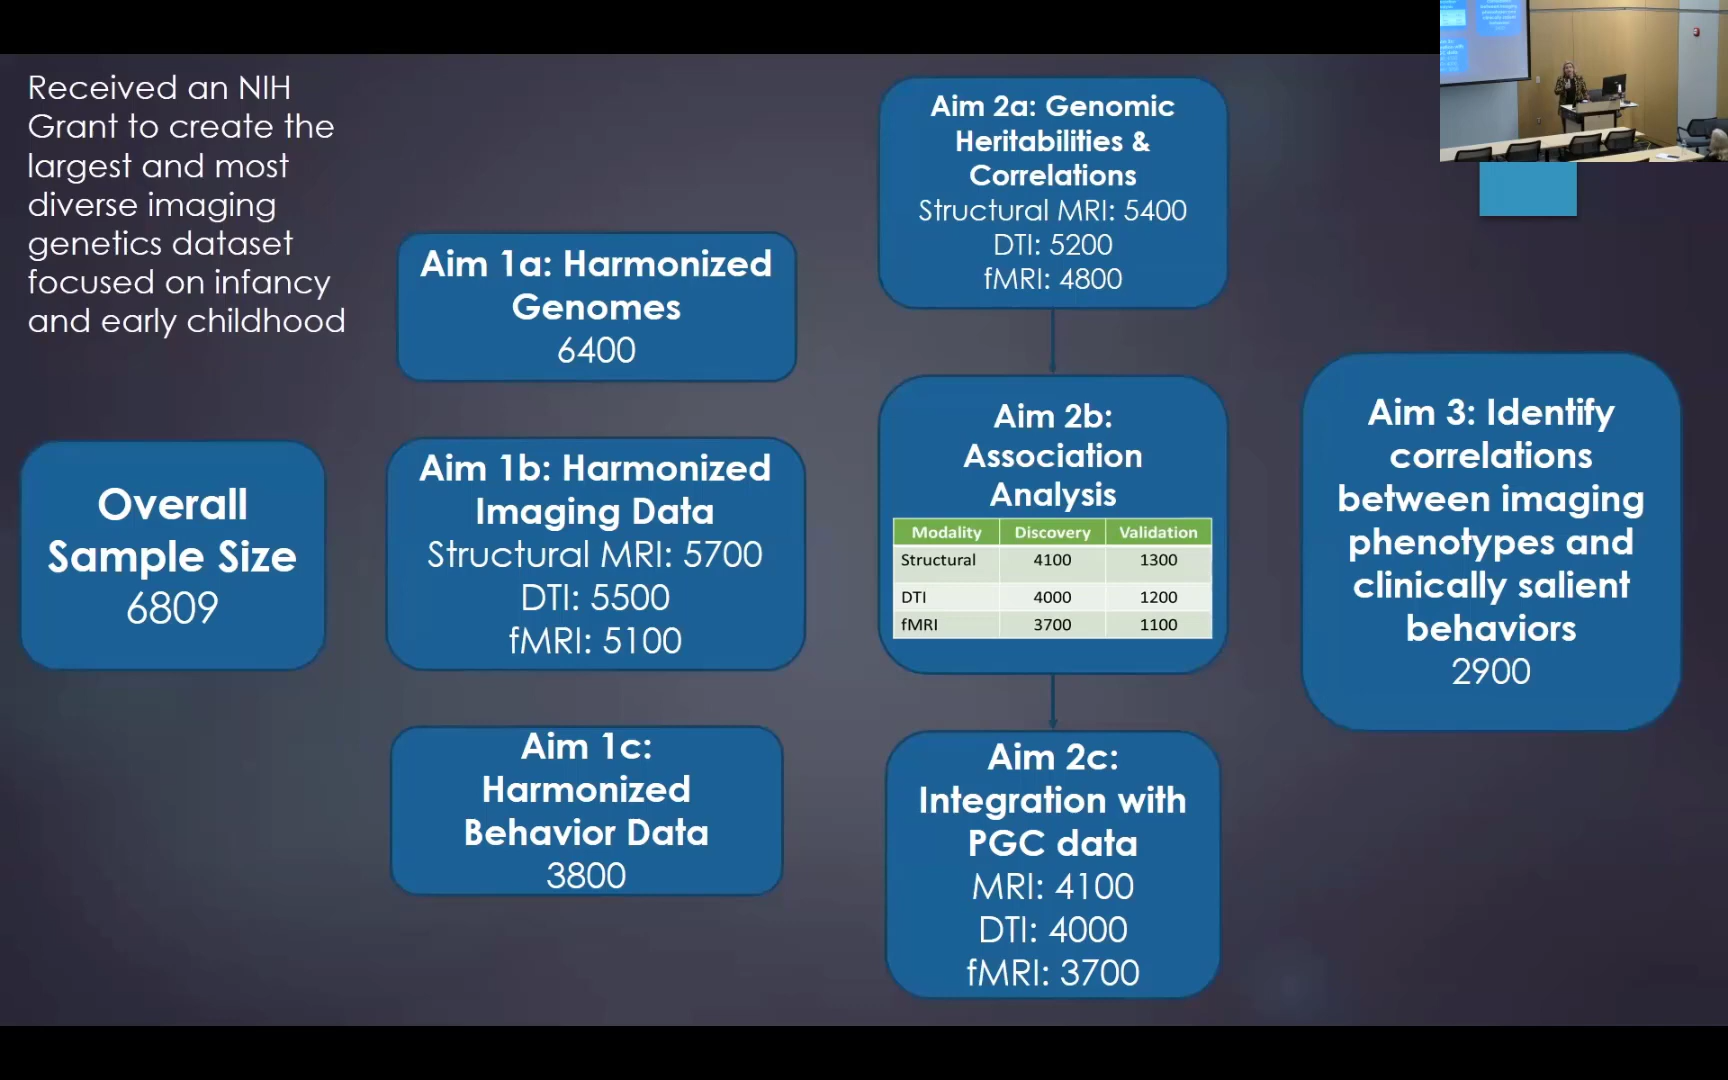 Received an NIH
Grant to create the
largest and most
diverse imaging
genetics dataset
focused on infancy
and early childhood
Overall
Sample Size
6809
Aim 1a: Harmonized
Genomes
6400
Aim 1b: Harmonized
Imaging Data
Structural MRI: 5700
DTI: 5500
fMRI: 5100
Aim 1c:
Harmonized
Behavior Data
3800
Aim 2a: Genomic
Heritabilities &
Correlations
Structural MRI: 5400
DTI: 5200
fMRI: 4800
Aim 2b:
Association
Analysis
Modality Discovery Validation
Structural 4100 1300
DTI 4000 1200
fMRI 3700 1100
Aim 2c:
Integration with
PGC data
MRI: 4100
DTI: 4000
fMRI: 3700
Aim 3: Identify
correlations
between imaging
phenotypes and
clinically salient
behaviors
2900